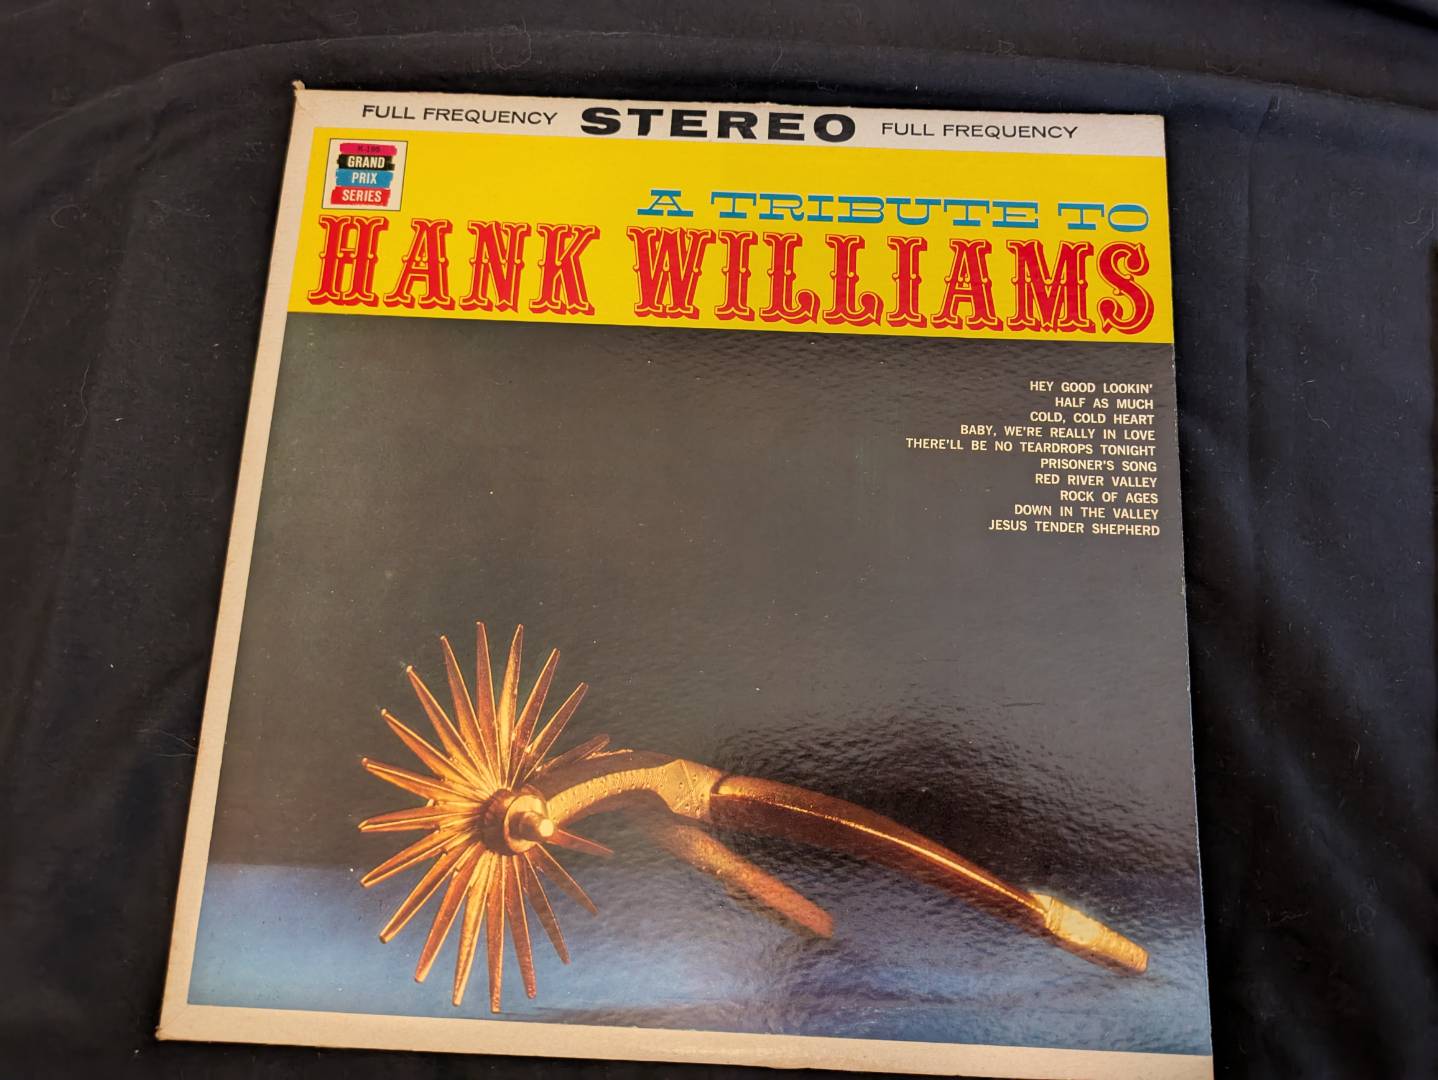 FULL FREQUENCY STEREO FULL FREQUENCY
K-195
GRAND
PRIX
SERIES
A TRIBUTE TO
HANK WILLIAMS
HEY GOOD LOOKIN'
HALF AS MUCH
COLD, COLD HEART
BABY, WE'RE REALLY IN LOVE
THERE'LL BE NO TEARDROPS TONIGHT
PRISONER'S SONG
RED RIVER VALLEY
ROCK OF AGES
DOWN IN THE VALLEY
JESUS TENDER SHEPHERD